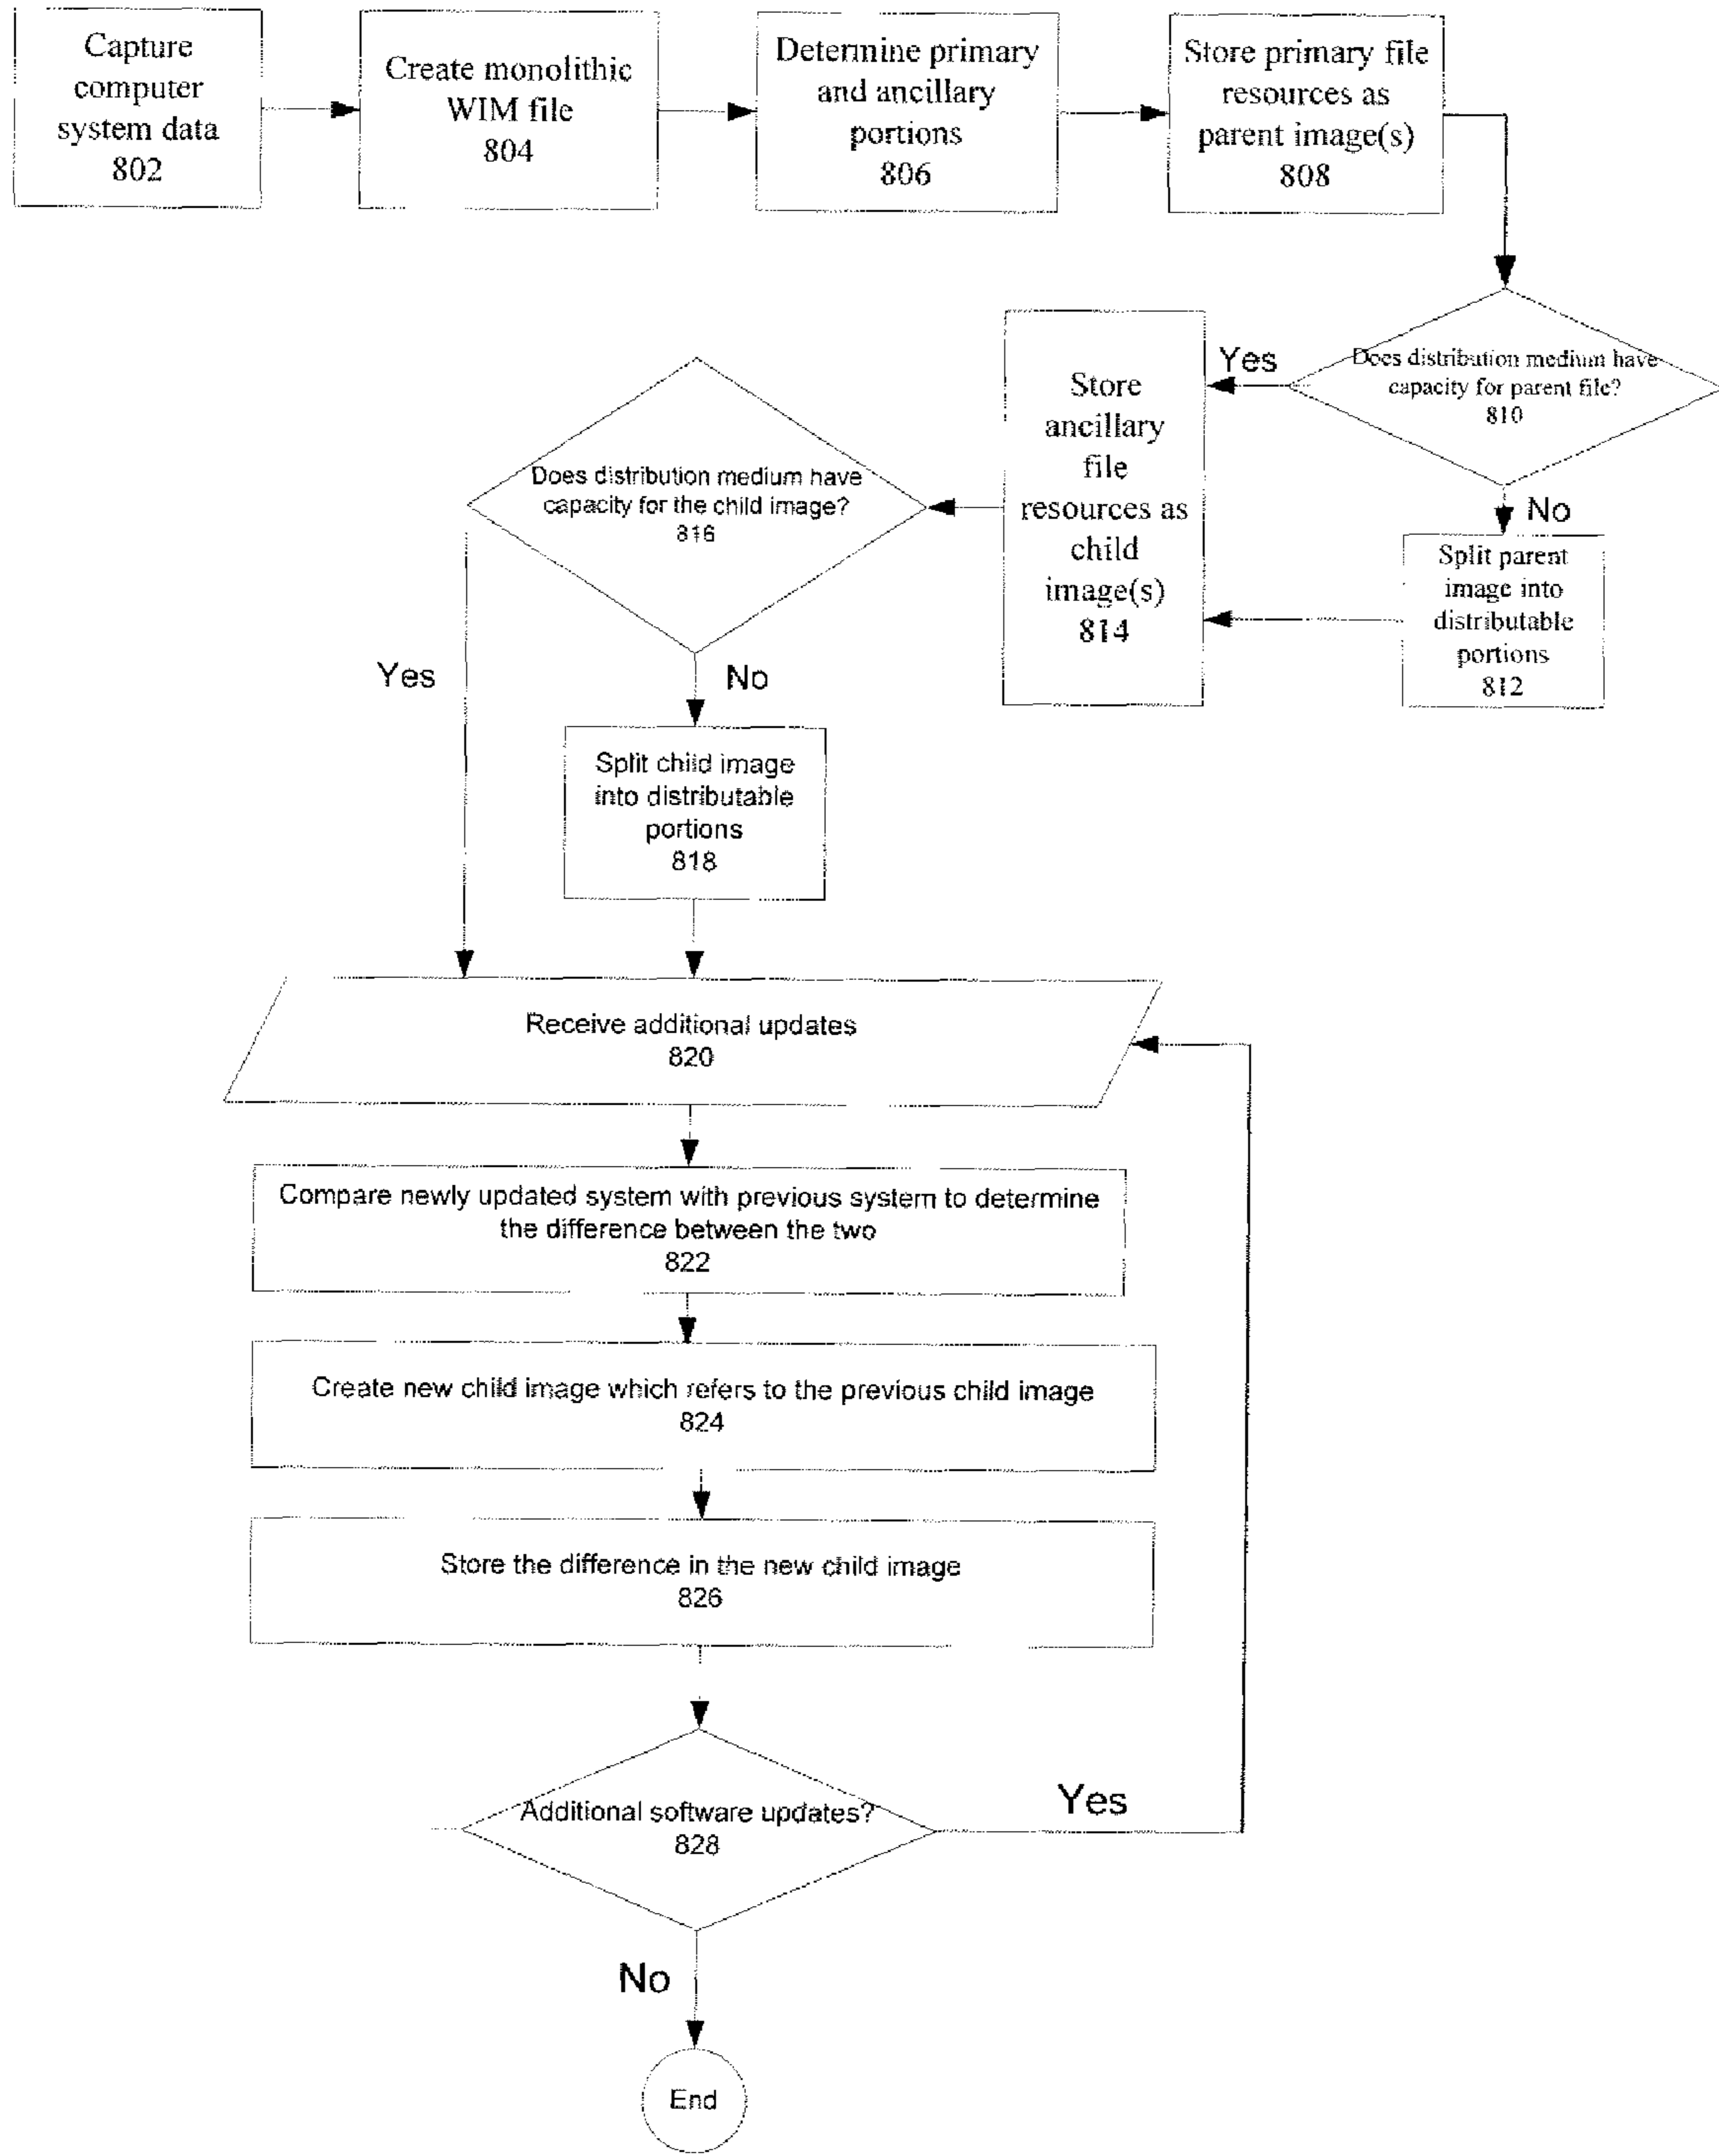 Capture
computer
system data
802
Create monolithic
WIM file
804
Determine primary
and ancillary
portions
806
Store primary file
resources as
parent image(s)
808
Does distribution medium have
capacity for parent file?
810
Yes
No
Split parent
image into
distributable
portions
812
Store
ancillary
file
resources as
child
image(s)
814
Does distribution medium have
capacity for the child image?
816
Yes
No
Split child image
into distributable
portions
818
Receive additional updates
820
Compare newly updated system with previous system to determine
the difference between the two
822
Create new child image which refers to the previous child image
824
Store the difference in the new child image
826
Additional software updates?
828
Yes
No
End